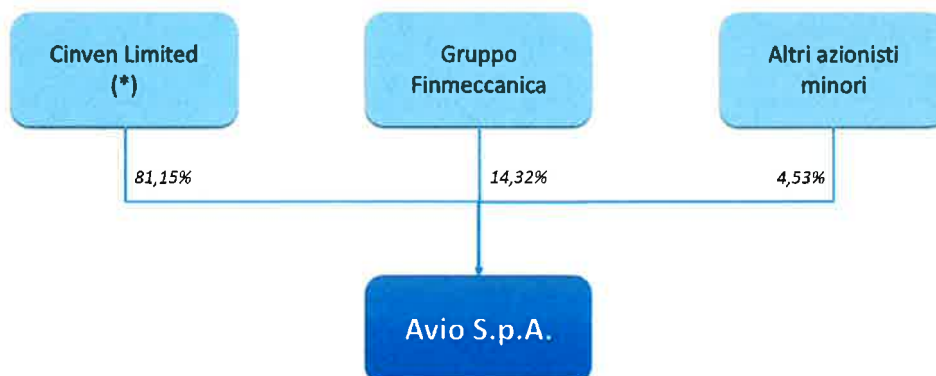 Cinven Limited
(*)
Gruppo
Finmeccanica
Altri azionisti
minori
81,15%
14,32%
4,53%
Avio S.p.A.